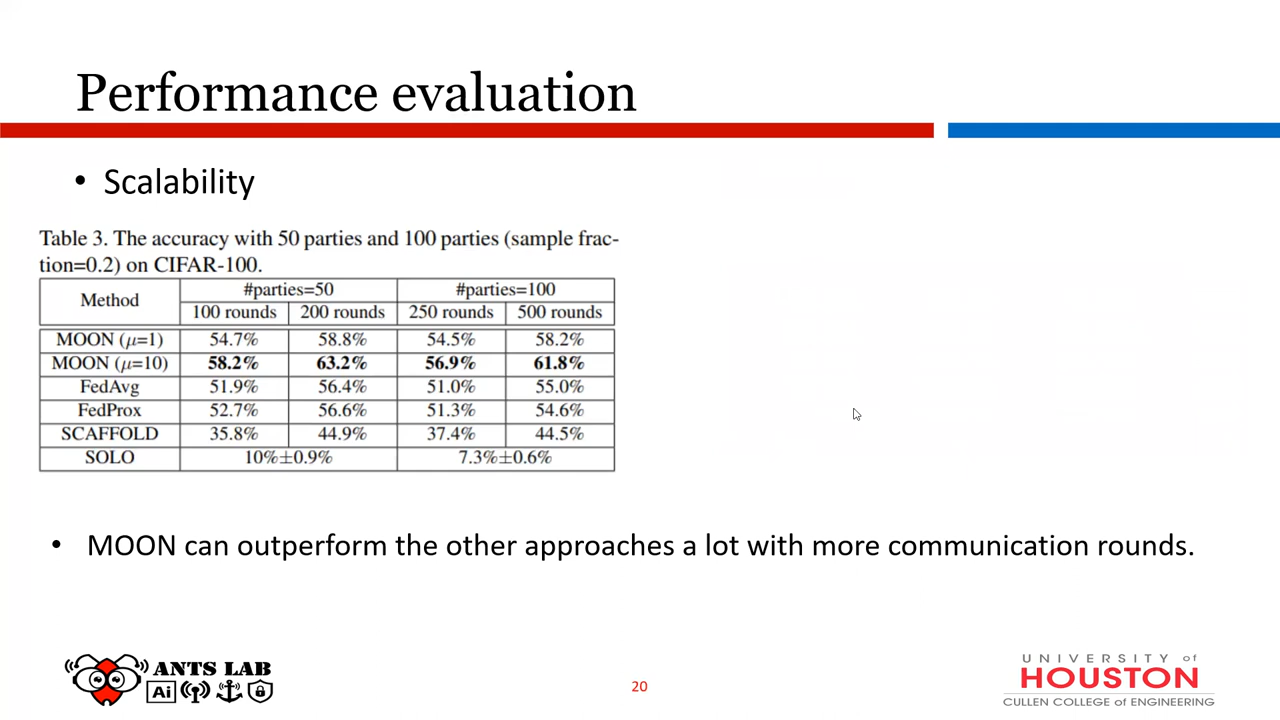 Performance evaluation
• Scalability
Table 3. The accuracy with 50 parties and 100 parties (sample frac-
tion=0.2) on CIFAR-100.
Method #parties=50 #parties=100
100 rounds 200 rounds 250 rounds 500 rounds
MOON (μ=1) 54.7% 58.8% 54.5% 58.2%
MOON (μ=10) 58.2% 63.2% 56.9% 61.8%
FedAvg 51.9% 56.4% 51.0% 55.0%
FedProx 52.7% 56.6% 51.3% 54.6%
SCAFFOLD 35.8% 44.9% 37.4% 44.5%
SOLO 10%±0.9% 7.3%±0.6%
• MOON can outperform the other approaches a lot with more communication rounds.
ANTS LAB
Ai
20
UNIVERSITY of
HOUSTON
CULLEN COLLEGE of ENGINEERING